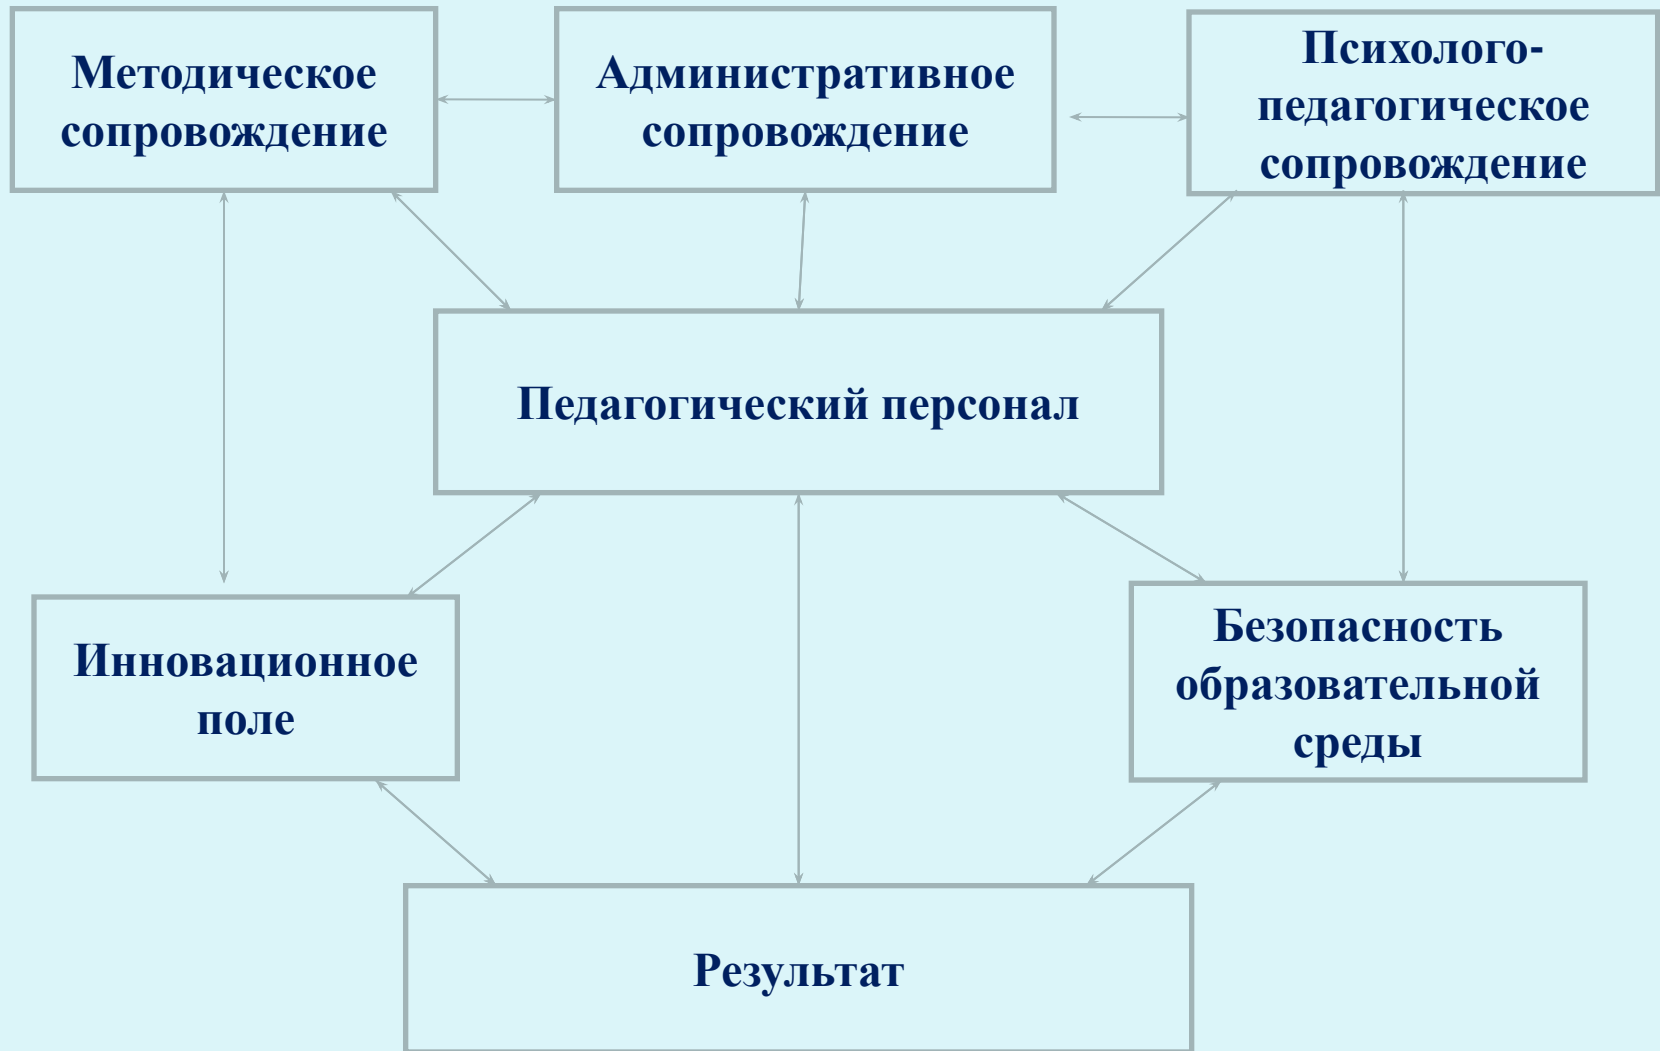 Методическое
сопровождение
Административное
сопровождение
Психолого-
педагогическое
сопровождение
Педагогический персонал
Инновационное
поле
Безопасность
образовательной
среды
Результат